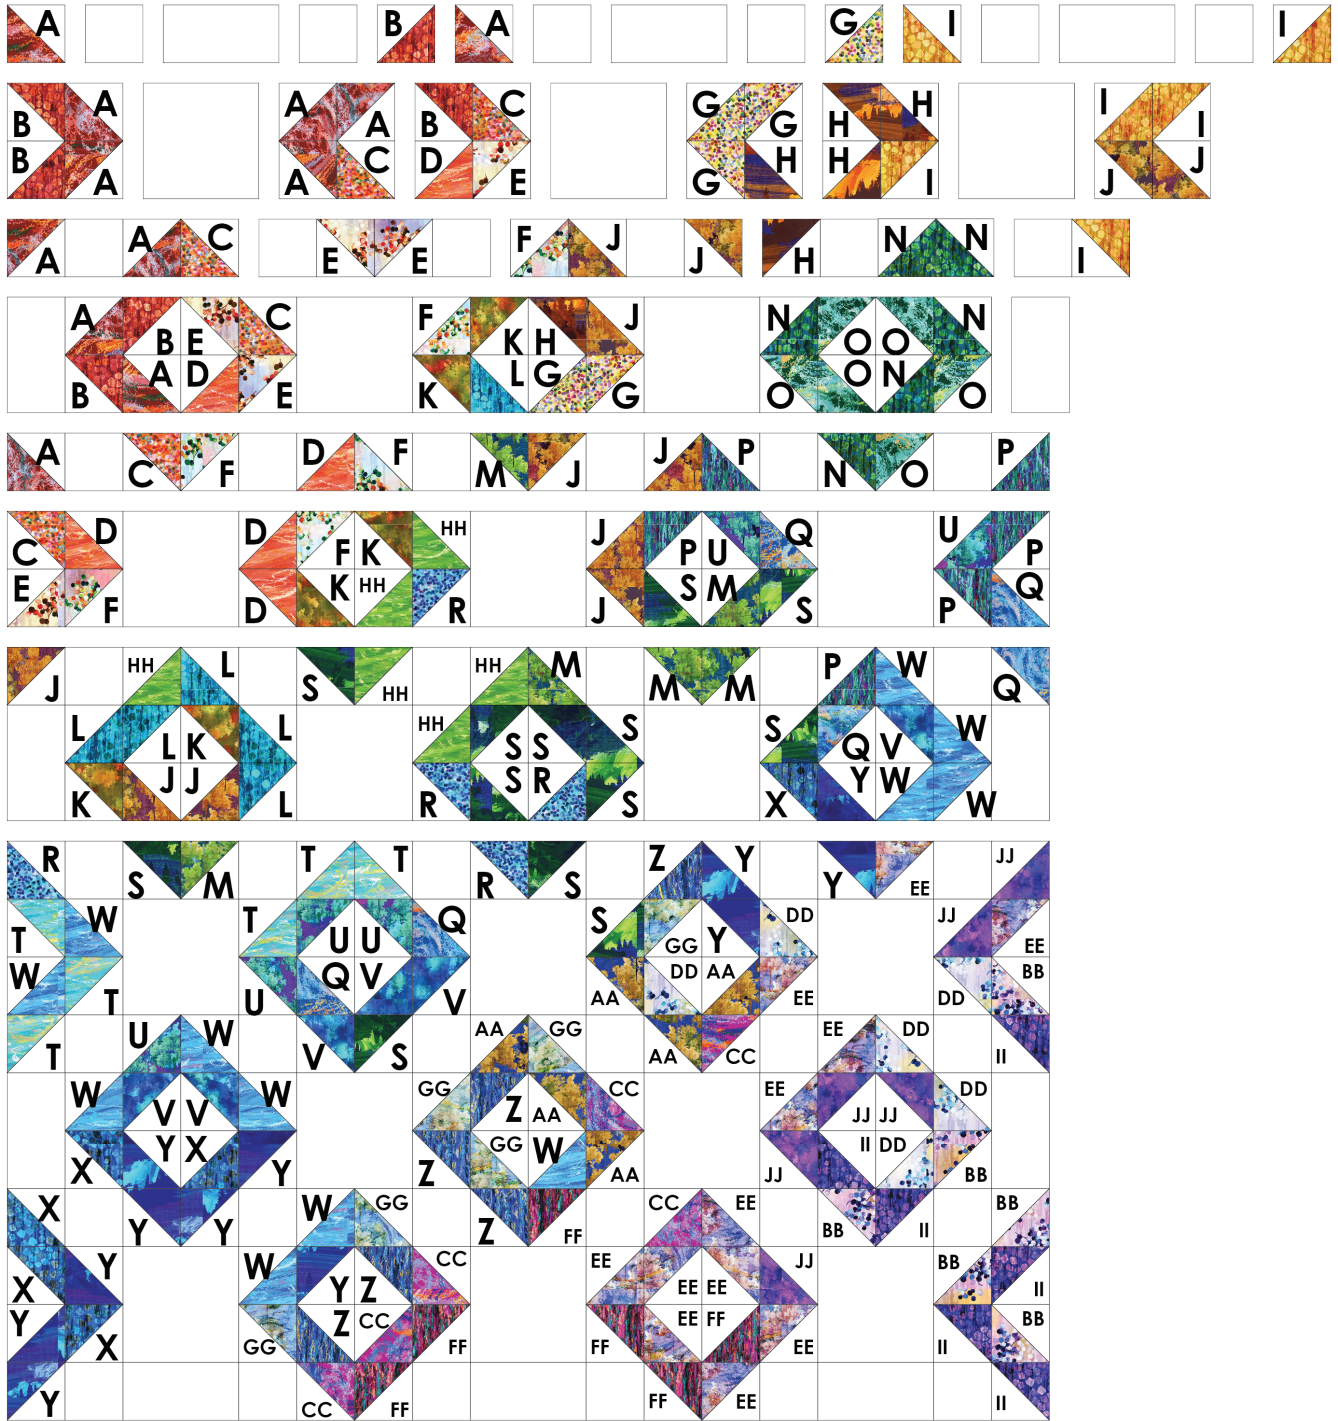 A B A G I I
A A G H I
B A B C G H I
B C D H J
A A E G I J
A A C E E F J J H N N I
A C F J N N
B E K H O O
A D L G O N
B E K G O O
A C F D F M J J P N O P
C D D F K HH J P U Q U P
E F D K HH R J S M S P Q
J HH L S HH HH M M M P W Q
L L HH S S W
L K S S S Q V
J J S R Y W
K L R S X W
R S M T T R S Z Y Y EE JJ
W T Q S DD JJ
T U U GG Y EE
W Q V DD AA BB
T U V AA EE DD
T U W V S AA GG AA CC EE DD II
W W GG CC EE DD
V V Z AA JJ JJ
Y X GG W II DD
X Y Z AA JJ BB
X Y Y W GG Z FF CC EE BB II BB
Y W CC EE JJ BB
X Y Z EE EE II
Y Z CC EE FF BB
X GG FF FF EE II
Y CC FF FF EE II